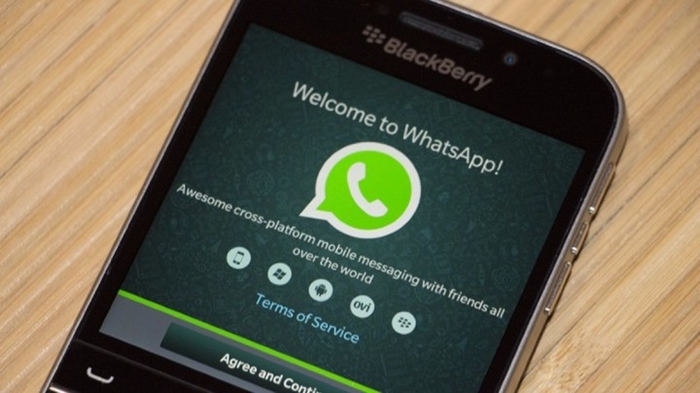 BlackBerry
Welcome to WhatsApp!
Awesome cross-platform mobile messaging with friends all
over the world
ovi
Terms of Service
Agree and